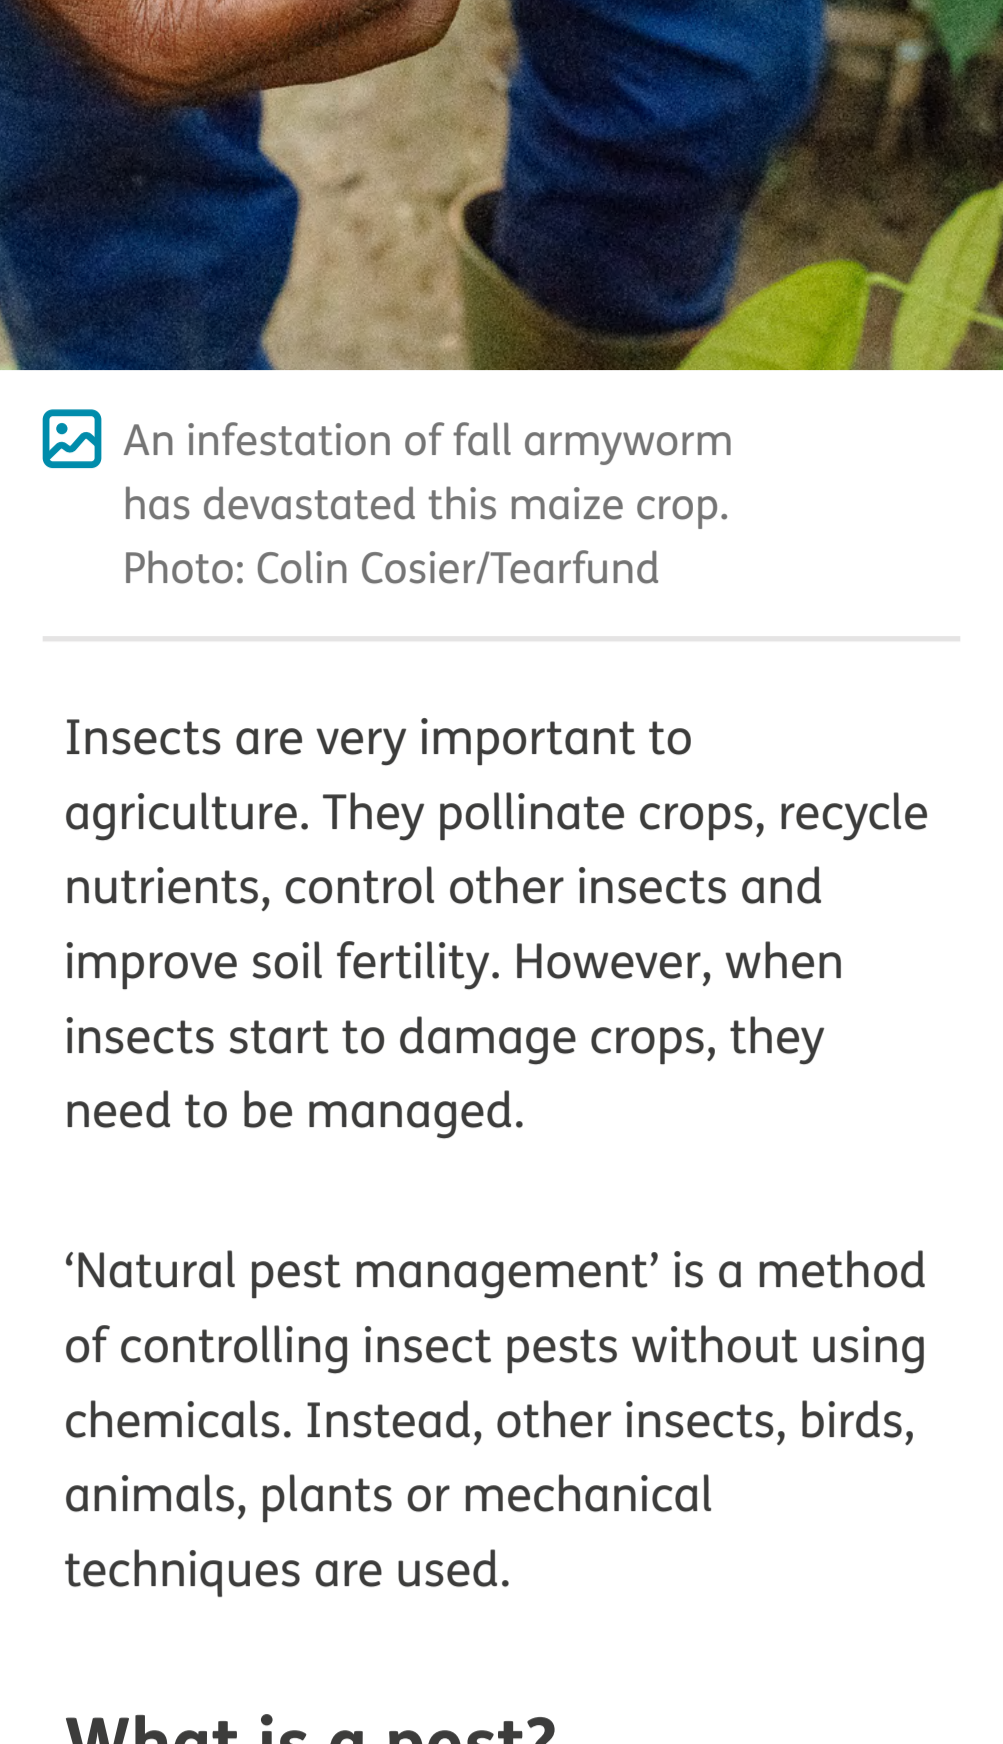 An infestation of fall armyworm
has devastated this maize crop.
Photo: Colin Cosier/Tearfund
Insects are very important to
agriculture. They pollinate crops, recycle
nutrients, control other insects and
improve soil fertility. However, when
insects start to damage crops, they
need to be managed.
‘Natural pest management’ is a method
of controlling insect pests without using
chemicals. Instead, other insects, birds,
animals, plants or mechanical
techniques are used.
What is a pest?